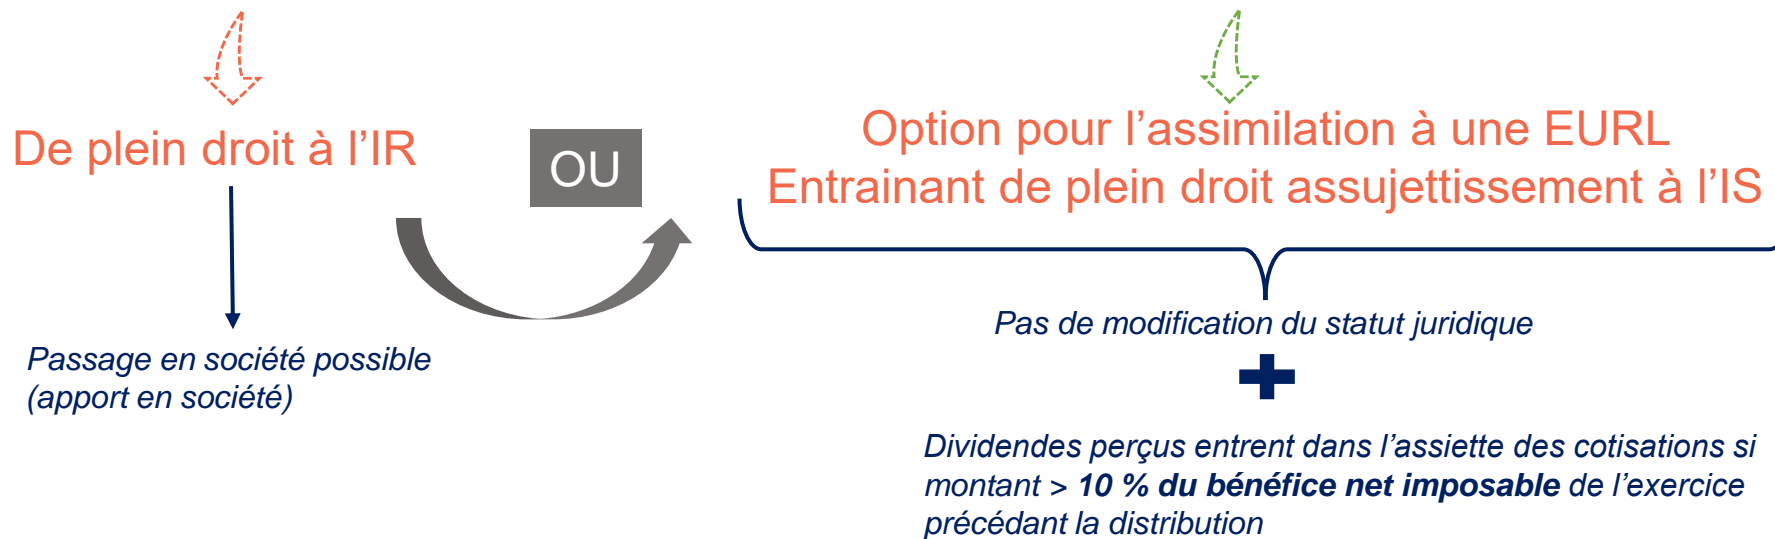 De plein droit à l'IR
OU
Option pour l'assimilation à une EURL
Entrainant de plein droit assujettissement à l'IS
Passage en société possible
(apport en société)
Pas de modification du statut juridique
Dividendes perçus entrent dans l'assiette des cotisations si
montant > 10 % du bénéfice net imposable de l'exercice
précédant la distribution